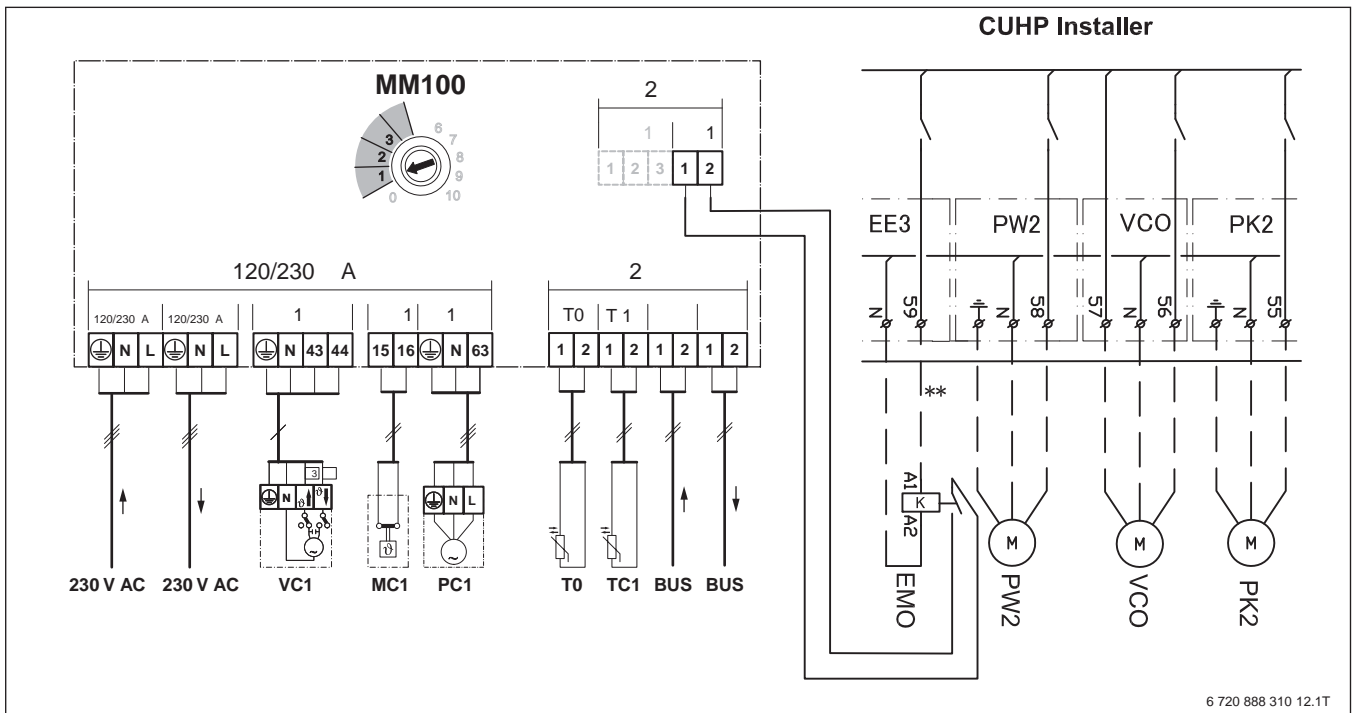 CUHP Installer
MM100
0 1 2 3 6 7 8 9 10
2
1 1
1 2 3 1 2
EE3 PW2 VCO PK2
N 59 N 58 57 N 56 N 55
120/230 A
2
120/230 A 120/230 A 1 1 1 T0 T 1
N L N L N 43 44 15 16 N 63 1 2 1 2 1 2 1 2
**
3
N ϑ ϑ
N L
ϑ
~
~
A1
K
A2
M M M
230 V AC 230 V AC VC1 MC1 PC1 T0 TC1 BUS BUS
EMO PW2 VCO PK2
6 720 888 310 12.1T